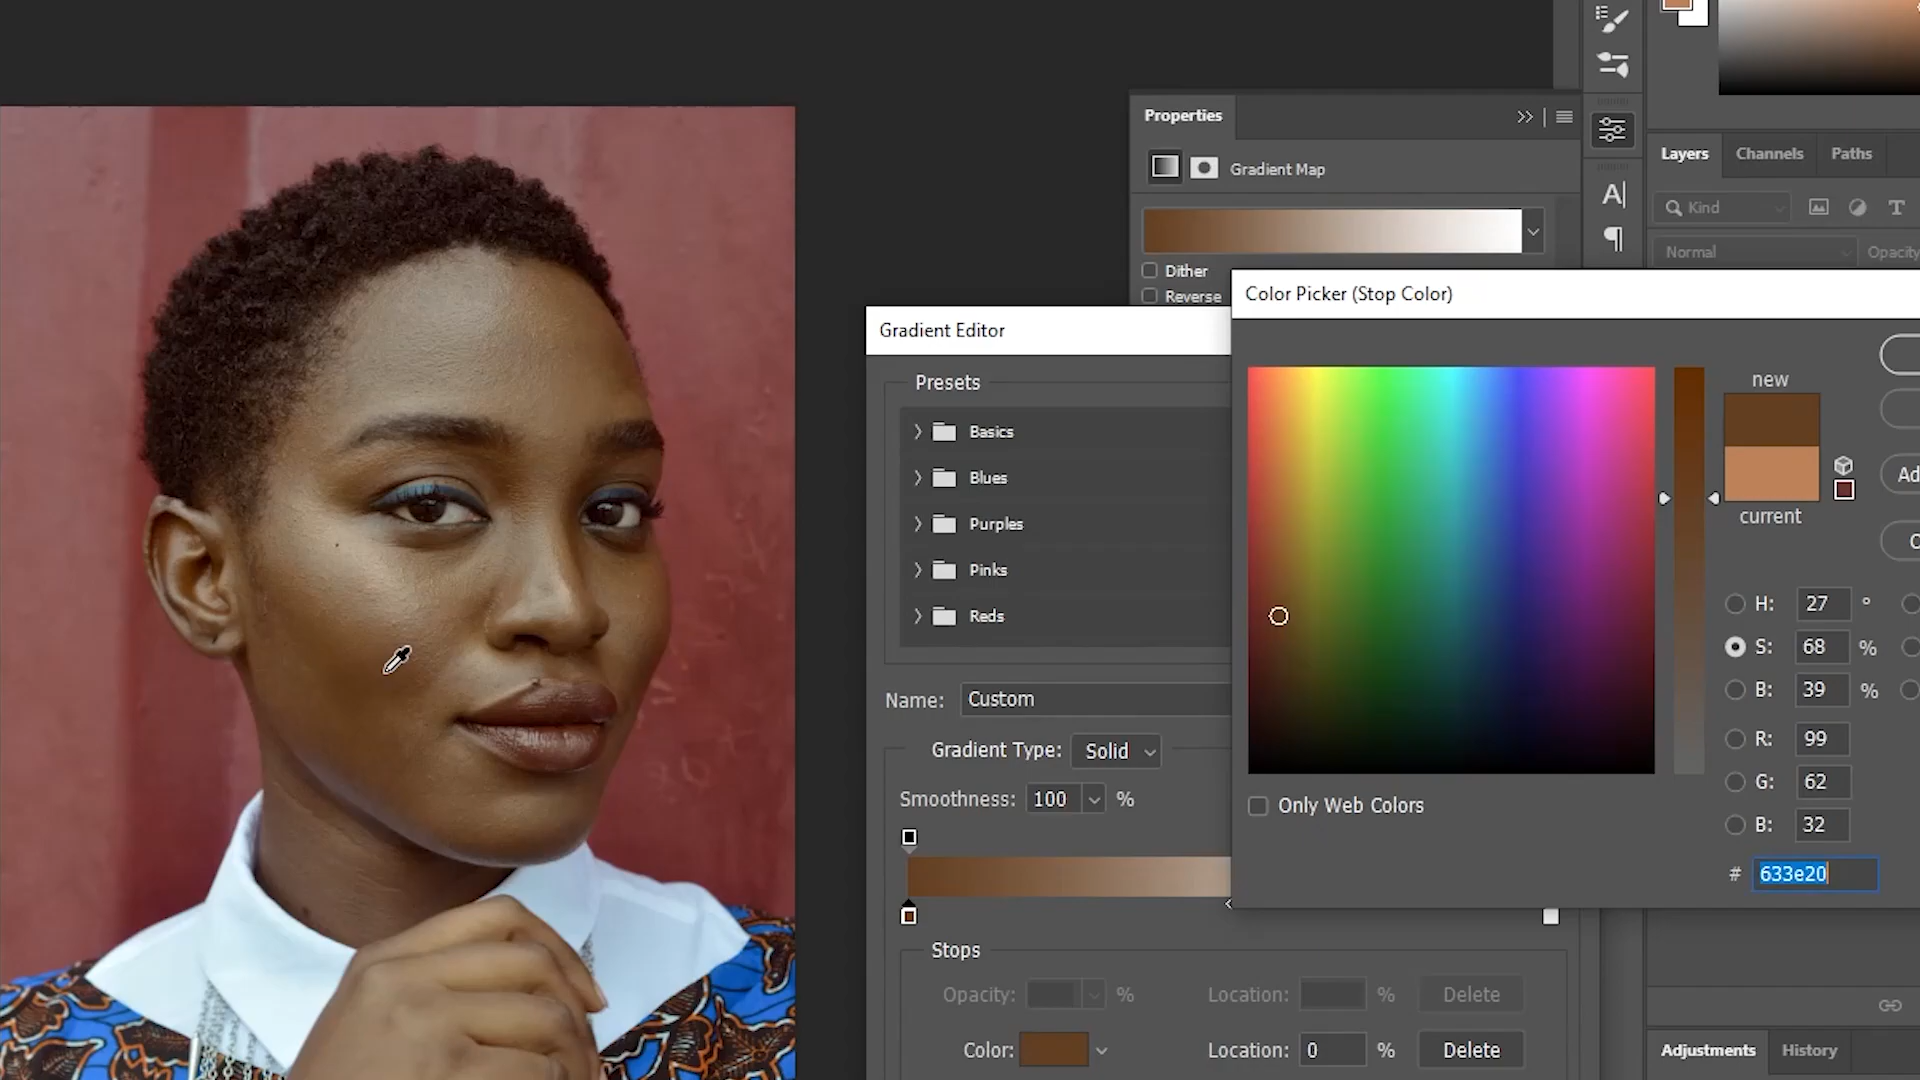 Properties
Gradient Map
Dither
Reverse
Layers
Channels
Paths
Kind
Normal
Opacity
Color Picker (Stop Color)
new
current
Ad
H: 27 °
S: 68 %
B: 39 %
R: 99
G: 62
B: 32
# 633e20
Only Web Colors
Gradient Editor
Presets
Basics
Blues
Purples
Pinks
Reds
Name: Custom
Gradient Type: Solid
Smoothness: 100 %
Stops
Opacity: %
Location: %
Delete
Color:
Location: 0 %
Delete
Adjustments
History